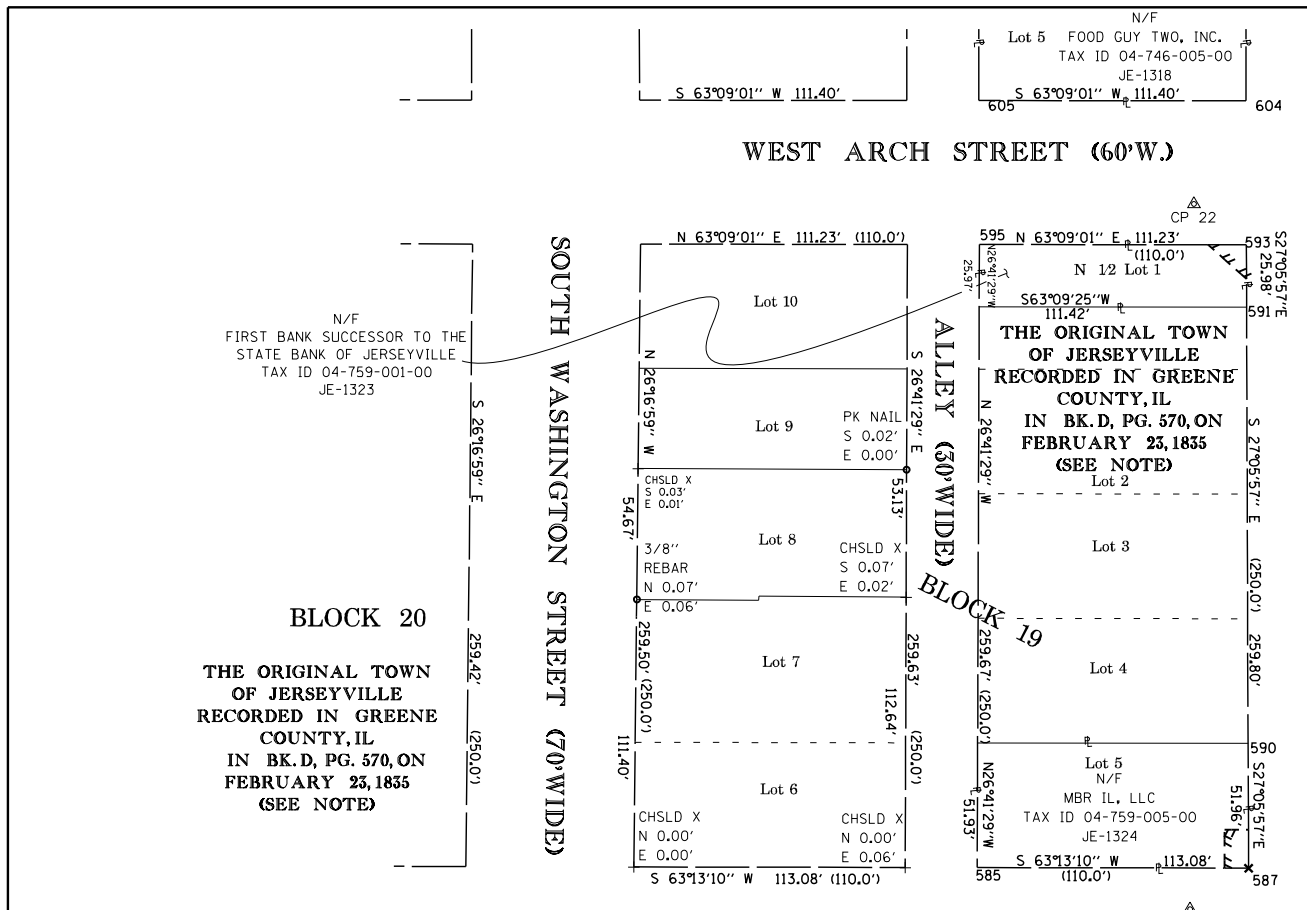 N/F
Lot 5 FOOD GUY TWO, INC.
TAX ID 04-746-005-00
JE-1318
S 63°09'01" W 111.40'
S 63°09'01" W 111.40'
605
604
WEST ARCH STREET (60'W.)
CP 22
N 63°09'01" E 111.23' (110.0')
595 N 63°09'01" E 111.23' 593
(110.0')
S27°05'57"E
25.98'
N26°41'29"W
25.97'
N 1/2 Lot 1
S63°09'25"W
111.42'
591
Lot 10
SOUTH WASHINGTON STREET (70'WIDE)
ALLEY (30'WIDE)
N/F
FIRST BANK SUCCESSOR TO THE
STATE BANK OF JERSEYVILLE
TAX ID 04-759-001-00
JE-1323
THE ORIGINAL TOWN
OF JERSEYVILLE
RECORDED IN GREENE
COUNTY, IL
IN BK. D, PG. 570, ON
FEBRUARY 23, 1835
(SEE NOTE)
S 26°16'59" E
N 26°16'59" W
S 26°41'29" E
N 26°41'29" W
S 27°05'57" E
Lot 9
PK NAIL
S 0.02'
E 0.00'
CHSLD X
S 0.03'
E 0.01'
54.67'
53.13'
Lot 2
Lot 8
3/8"
REBAR
N 0.07'
E 0.06'
CHSLD X
S 0.07'
E 0.02'
Lot 3
BLOCK 19
BLOCK 20
259.42'
(250.0')
259.50' (250.0')
259.63'
(250.0')
259.67' (250.0')
(250.0')
259.80'
Lot 7
112.64'
111.40'
Lot 4
THE ORIGINAL TOWN
OF JERSEYVILLE
RECORDED IN GREENE
COUNTY, IL
IN BK. D, PG. 570, ON
FEBRUARY 23, 1835
(SEE NOTE)
590
Lot 6
Lot 5
N/F
MBR IL, LLC
TAX ID 04-759-005-00
JE-1324
N26°41'29"W
51.93'
S27°05'57"E
51.96'
CHSLD X
N 0.00'
E 0.00'
CHSLD X
N 0.00'
E 0.06'
S 63°13'10" W 113.08' (110.0')
S 63°13'10" W 113.08'
585 (110.0') 587